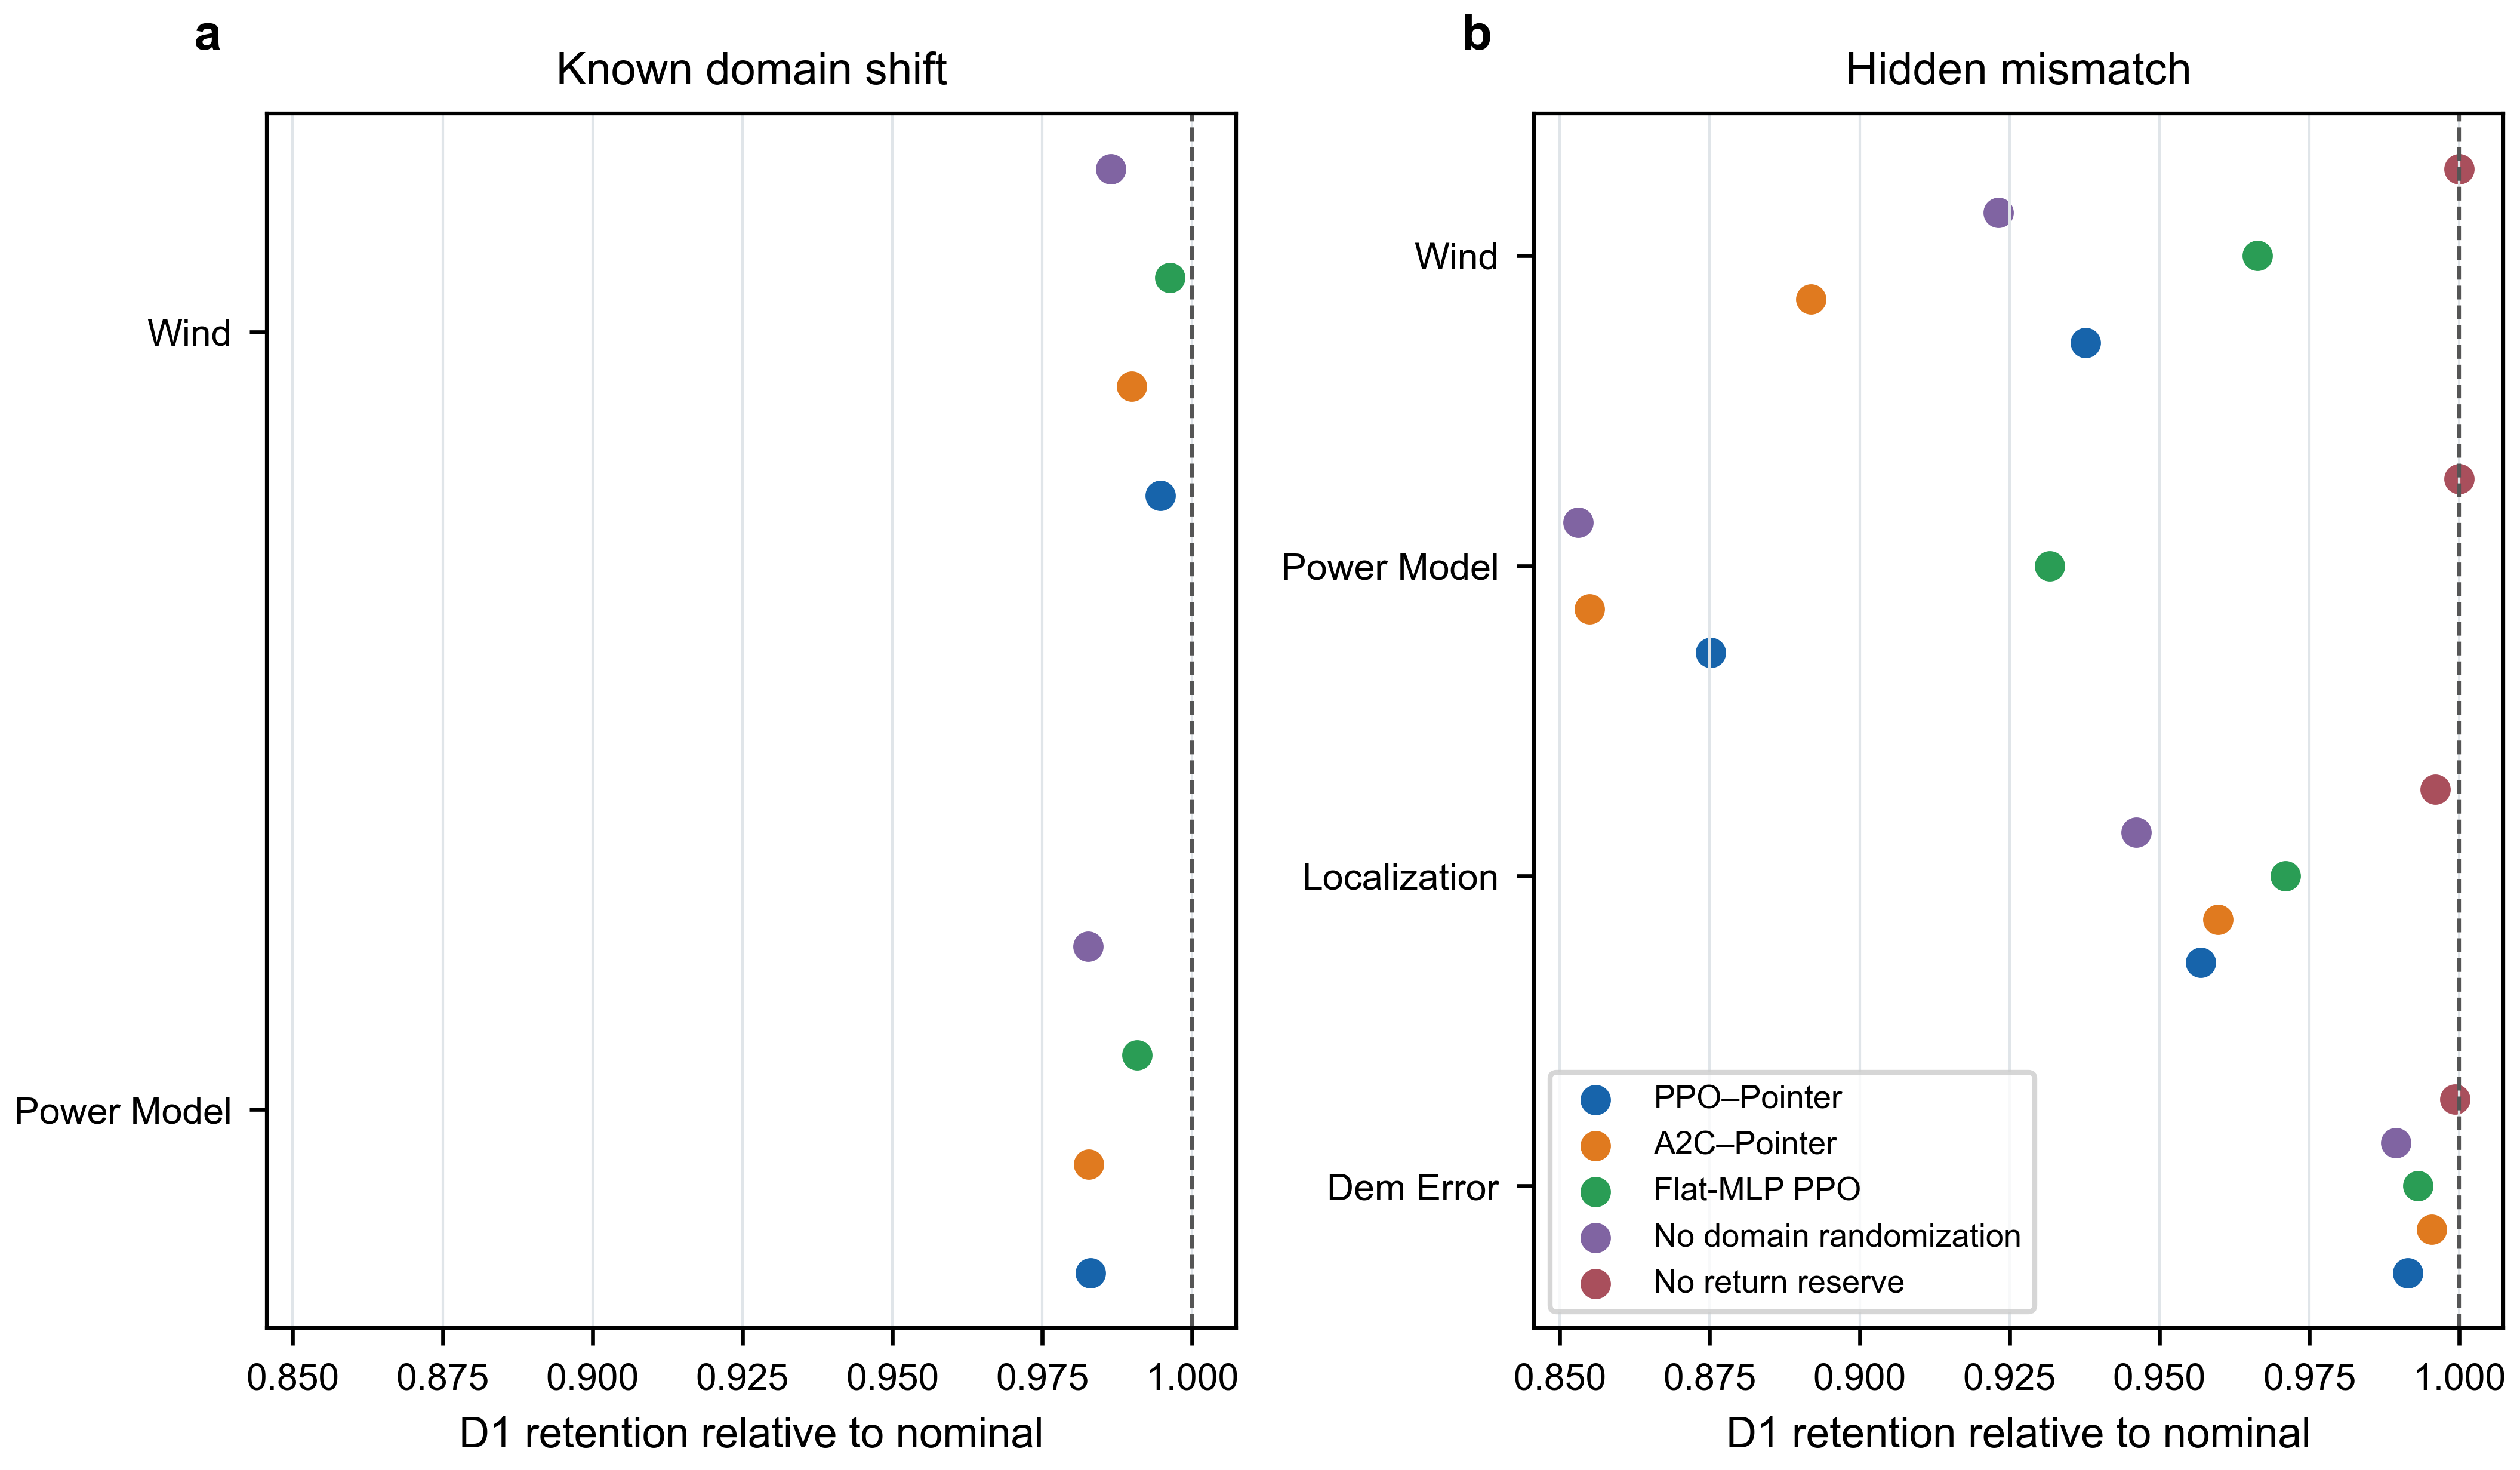 a
Known domain shift
Wind
Power Model
0.850 0.875 0.900 0.925 0.950 0.975 1.000
D1 retention relative to nominal
b
Hidden mismatch
Wind
Power Model
Localization
Dem Error
PPO–Pointer
A2C–Pointer
Flat-MLP PPO
No domain randomization
No return reserve
0.850 0.875 0.900 0.925 0.950 0.975 1.000
D1 retention relative to nominal